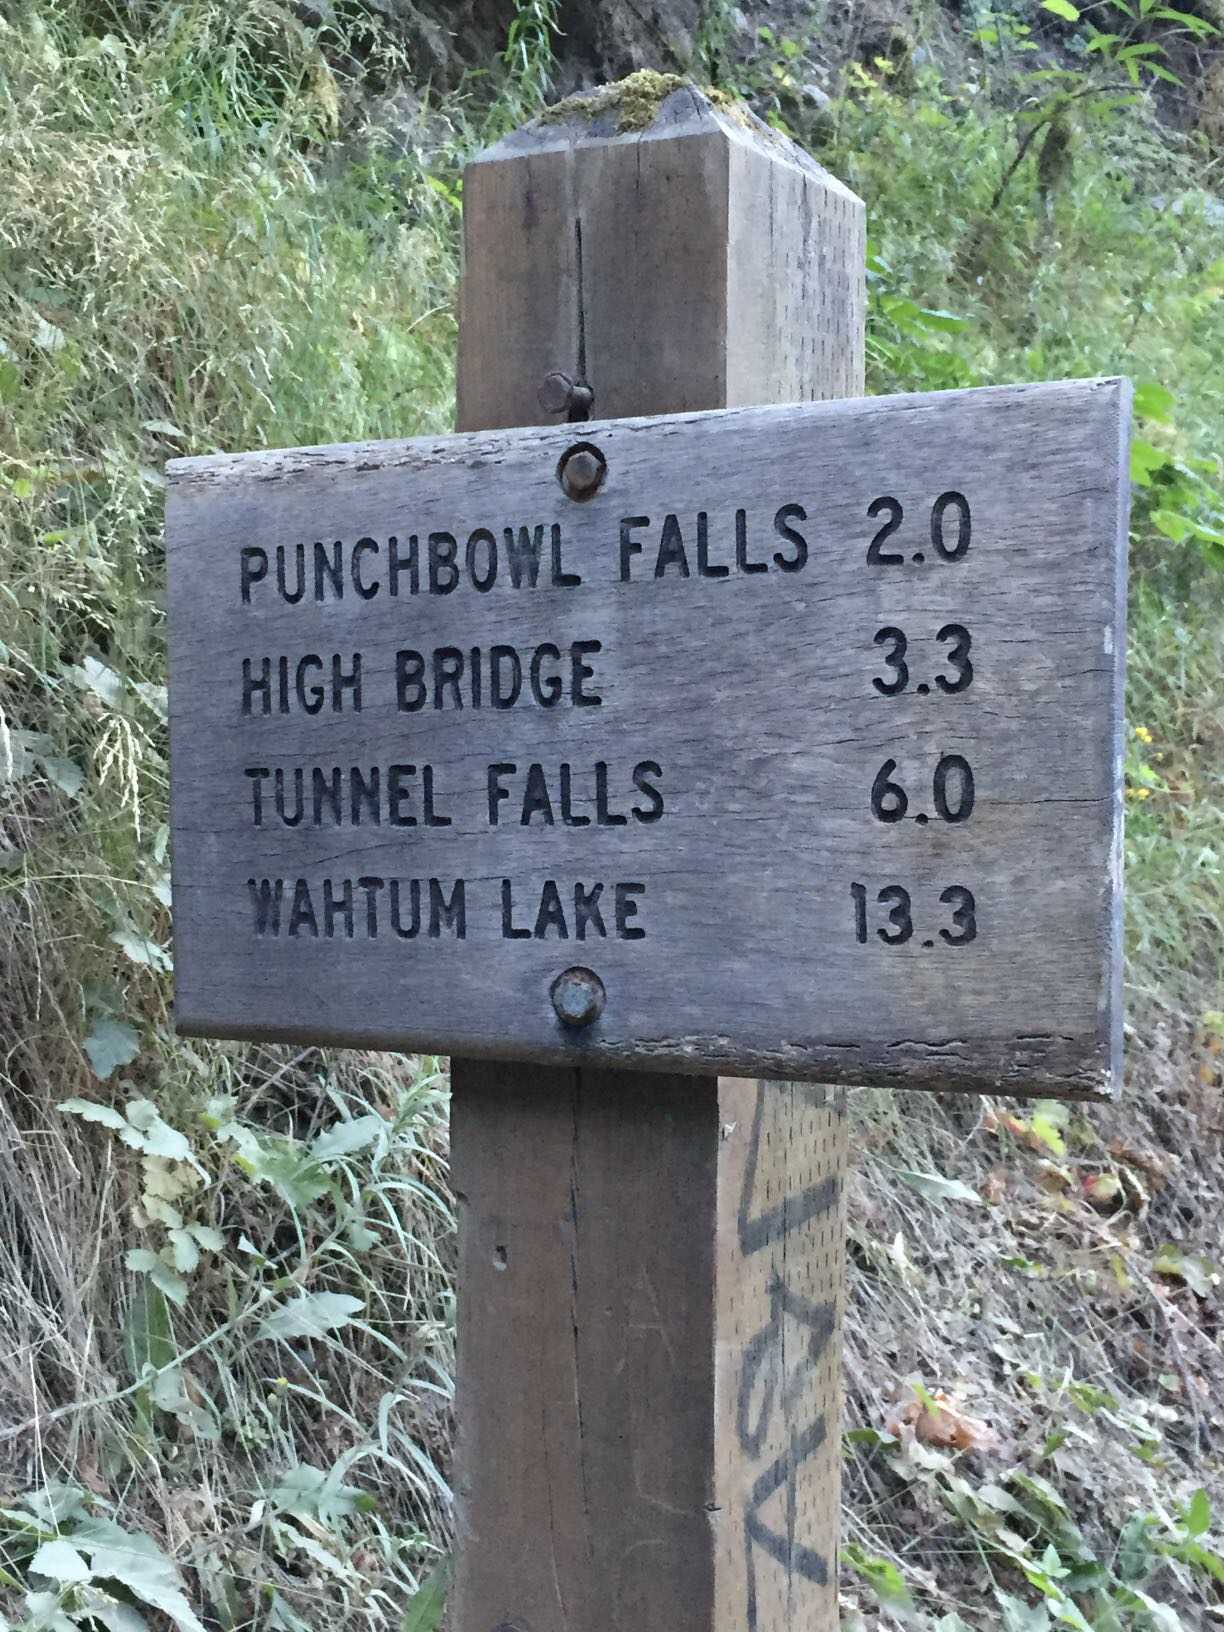 PUNCHBOWL FALLS 2.0
HIGH BRIDGE 3.3
TUNNEL FALLS 6.0
WAHTUM LAKE 13.3